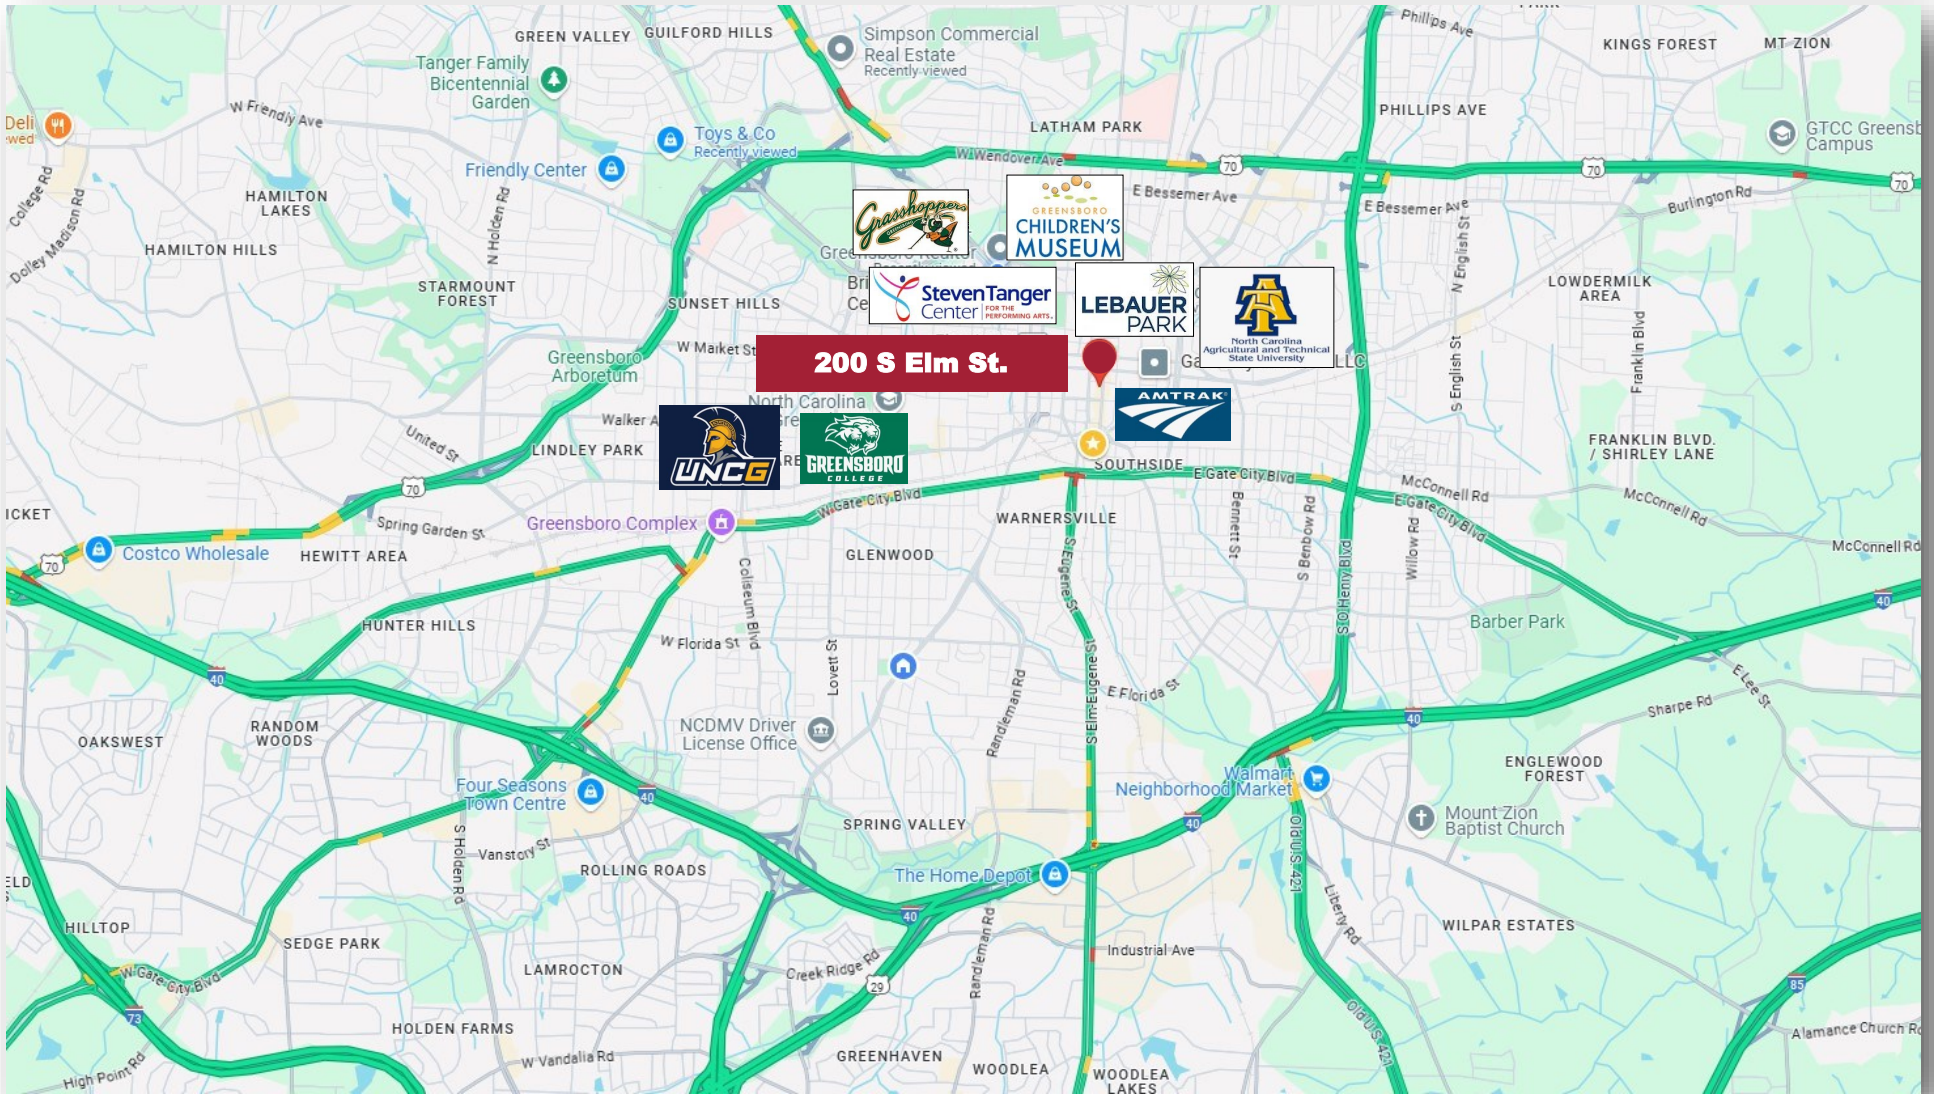 GREEN VALLEY
GUILFORD HILLS
Simpson Commercial
Real Estate
Recently viewed
Phillips Ave
KINGS FOREST
MT ZION
Tanger Family
Bicentennial
Garden
W Friendly Ave
Deli
PHILLIPS AVE
LATHAM PARK
GTCC Greensb
Campus
Toys & Co
Recently viewed
Friendly Center
W Wendover Ave
70
70
70
E Bessemer Ave
E Bessemer Ave
Burlington Rd
College Rd
Dolley Madison Rd
HAMILTON
LAKES
N Holden Rd
HAMILTON HILLS
Grasshoppers
GREENSBORO
CHILDREN'S
MUSEUM
N English St
STARMOUNT
FOREST
SUNSET HILLS
StevenTanger
Center
FOR THE
PERFORMING ARTS.
LEBAUER
PARK
North Carolina
Agricultural and Technical
State University
LOWDERMILK
AREA
Franklin Blvd
W Market St
200 S Elm St.
LLC
Greensboro
Arboretum
S English St
North Carolina
AMTRAK
Walker A
UNCG
GREENSBORO
COLLEGE
United St
LINDLEY PARK
SOUTHSIDE
FRANKLIN BLVD.
/ SHIRLEY LANE
70
E Gate City Blvd
McConnell Rd
E Gate City Blvd
McConnell Rd
McConnell Rd
W Gate City Blvd
Greensboro Complex
WARNERSVILLE
Bennett St
S Benbow Rd
Willow Rd
Spring Garden St
70
Costco Wholesale
HEWITT AREA
GLENWOOD
Coliseum Blvd
S Eugene St
S O Henry Blvd
40
HUNTER HILLS
W Florida St
Lovett St
Barber Park
40
Randleman Rd
S Elm-Eugene St
E Florida St
E Lee St
Sharpe Rd
40
RANDOM
WOODS
OAKSWEST
NCDMV Driver
License Office
ENGLEWOOD
FOREST
Four Seasons
Town Centre
40
Walmart
Neighborhood Market
40
Mount Zion
Baptist Church
SPRING VALLEY
S Holden Rd
Vanstory St
ROLLING ROADS
The Home Depot
Old U.S. 421
40
Liberty Rd
HILLTOP
SEDGE PARK
WILPAR ESTATES
Industrial Ave
Randleman Rd
LAMROCTON
Creek Ridge Rd
W Gate City Blvd
29
85
73
HOLDEN FARMS
Old U.S. 421
Alamance Church Rd
W Vandalia Rd
GREENHAVEN
WOODLEA
WOODLEA
LAKES
High Point Rd